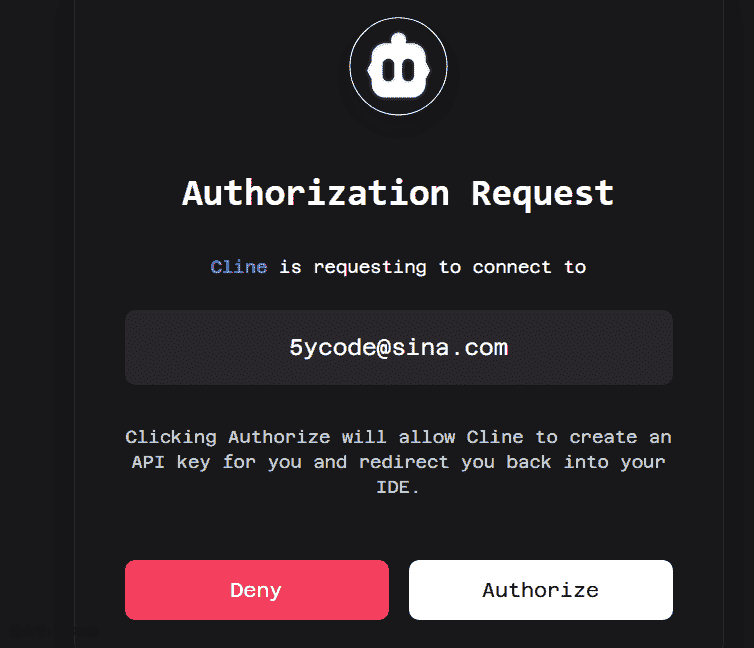 Authorization Request
Cline is requesting to connect to
5ycode@sina.com
Clicking Authorize will allow Cline to create an
API key for you and redirect you back into your
IDE.
Deny
Authorize